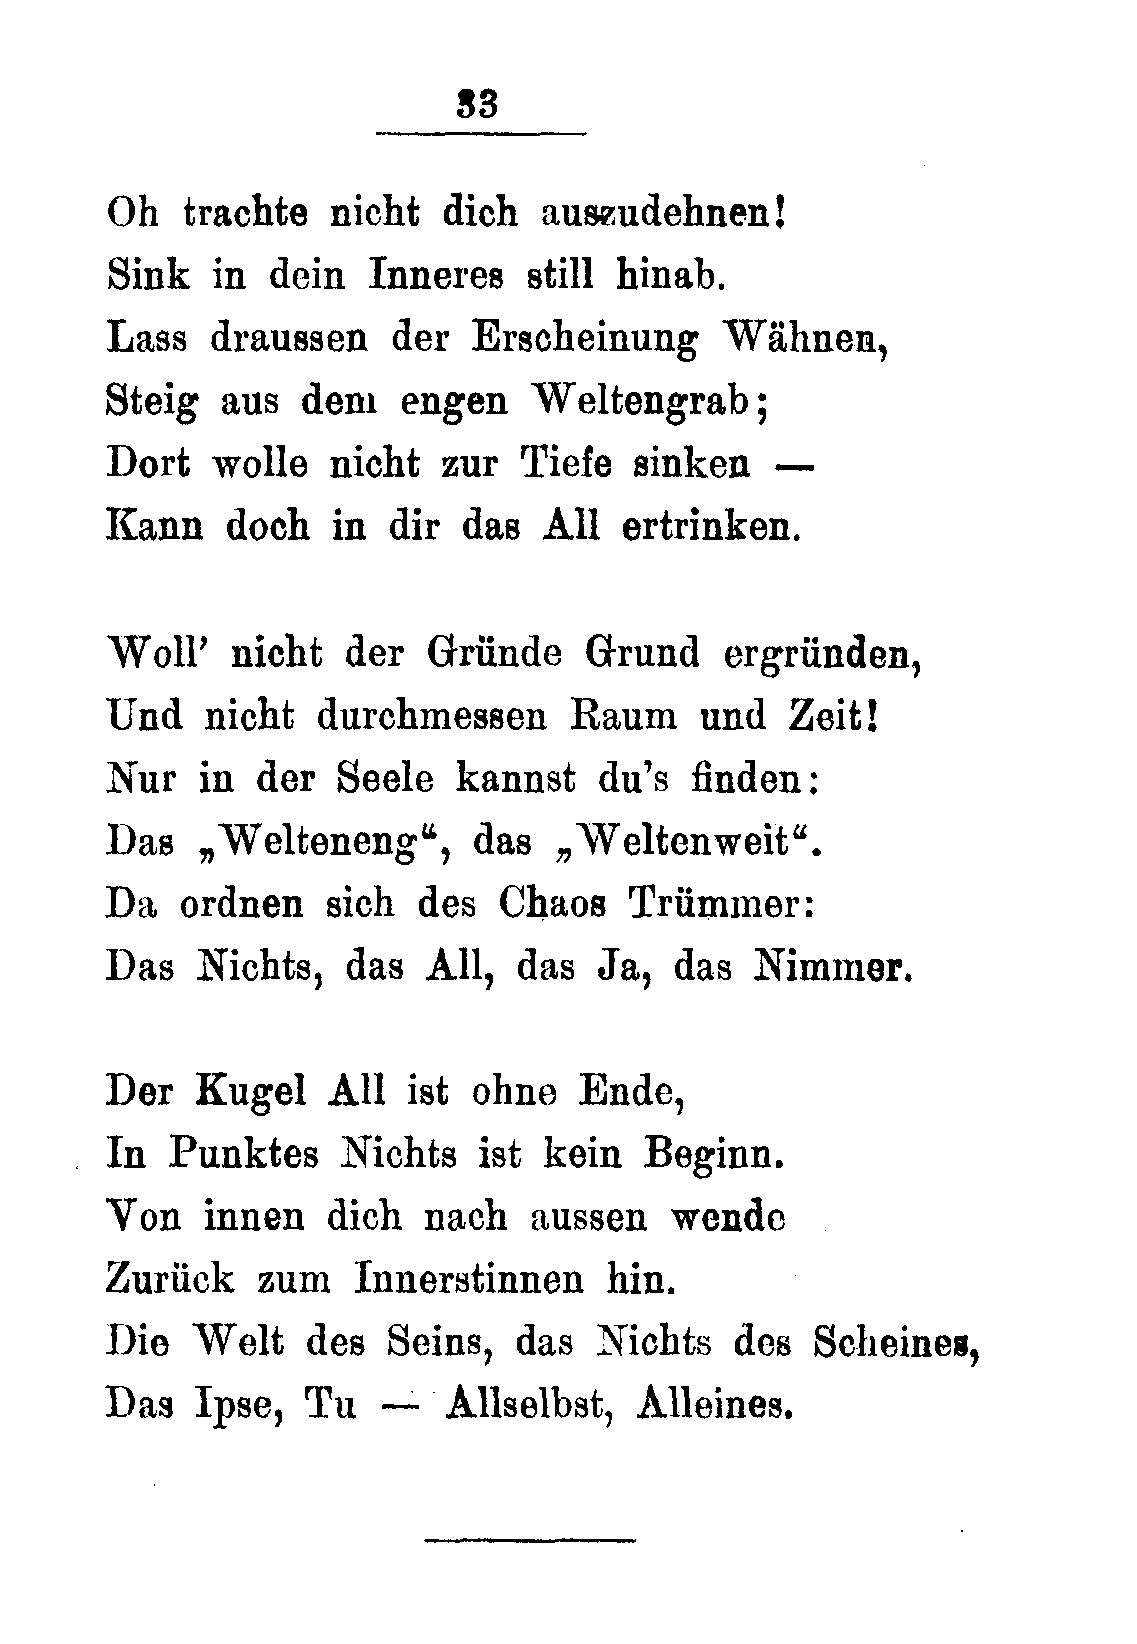 33
Oh trachte nicht dich auszudehnen!
Sink in dein Inneres still hinab.
Lass draussen der Erscheinung Wähnen,
Steig aus dem engen Weltengrab;
Dort wolle nicht zur Tiefe sinken —
Kann doch in dir das All ertrinken.
Woll' nicht der Gründe Grund ergründen,
Und nicht durchmessen Raum und Zeit!
Nur in der Seele kannst du's finden:
Das „Welteneng“, das „Weltenweit“.
Da ordnen sich des Chaos Trümmer:
Das Nichts, das All, das Ja, das Nimmer.
Der Kugel All ist ohne Ende,
In Punktes Nichts ist kein Beginn.
Von innen dich nach aussen wende
Zurück zum Innerstinnen hin.
Die Welt des Seins, das Nichts des Scheines,
Das Ipse, Tu — Allselbst, Alleines.